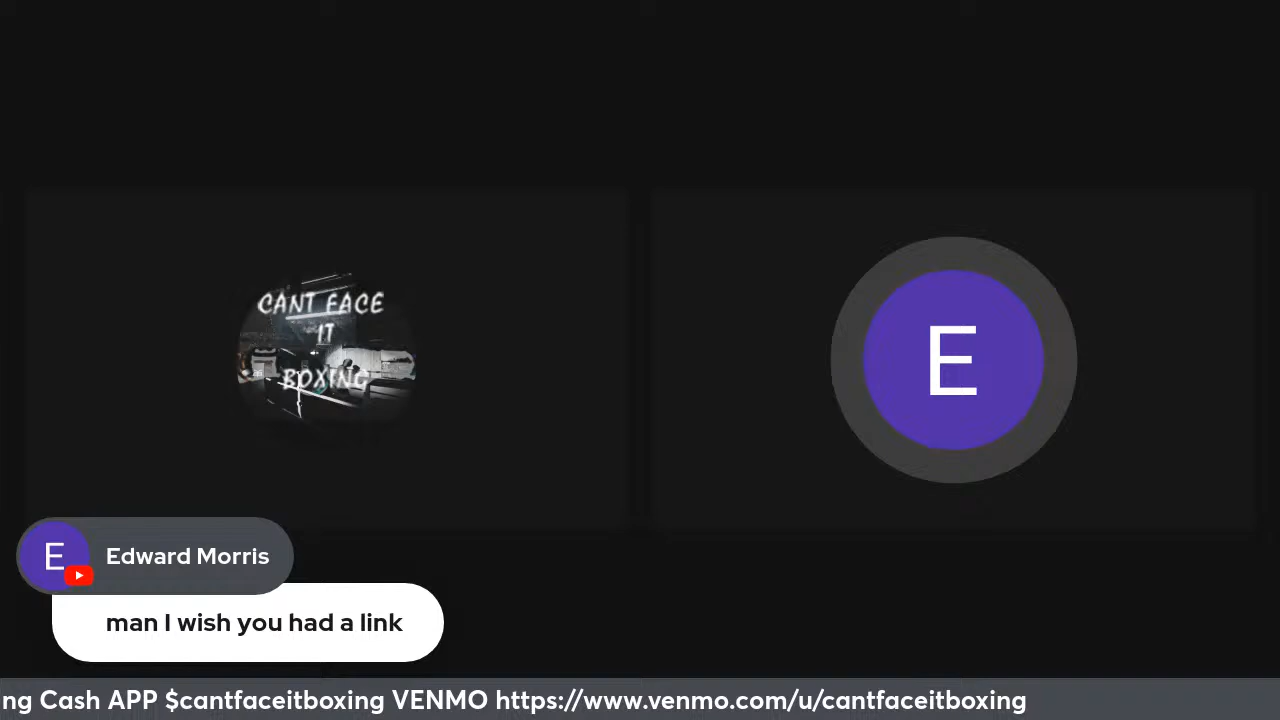 CANT FACE
IT
BOXING
E
E
Edward Morris
man I wish you had a link
ng Cash APP $cantfaceitboxing VENMO https://www.venmo.com/u/cantfaceitboxing